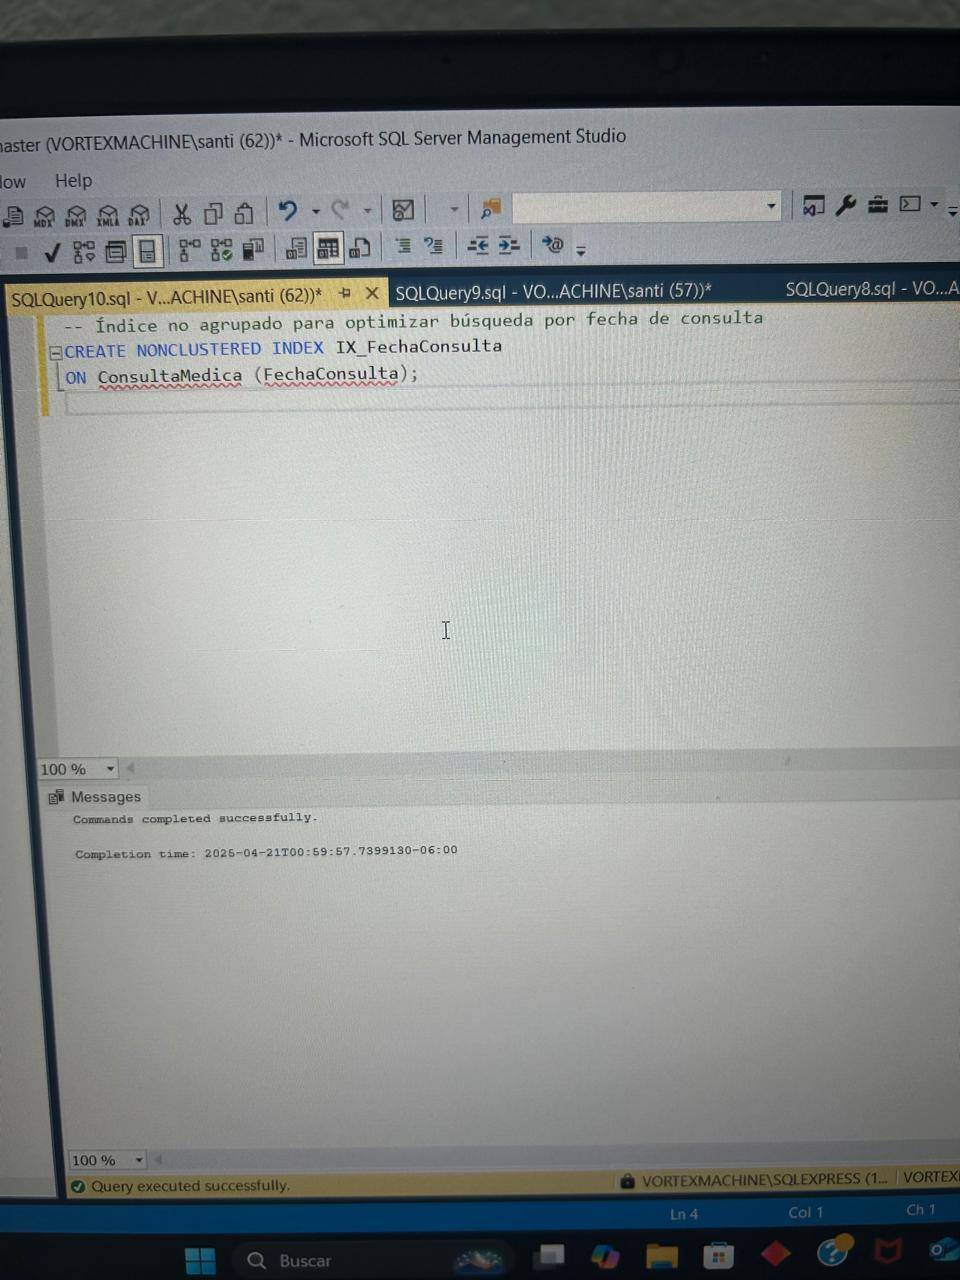 master (VORTEXMACHINE\santi (62))* - Microsoft SQL Server Management Studio
Help
MDX DMX XMLA DAX
SQLQuery10.sql - V...ACHINE\santi (62))* SQLQuery9.sql - VO...ACHINE\santi (57))* SQLQuery8.sql - VO...A
-- Índice no agrupado para optimizar búsqueda por fecha de consulta
CREATE NONCLUSTERED INDEX IX_FechaConsulta
ON ConsultaMedica (FechaConsulta);
100 %
Messages
Commands completed successfully.
Completion time: 2025-04-21T00:59:57.7399130-06:00
100 %
Query executed successfully. VORTEXMACHINE\SQLEXPRESS (1... VORTEX
Ln 4 Col 1 Ch 1
Buscar